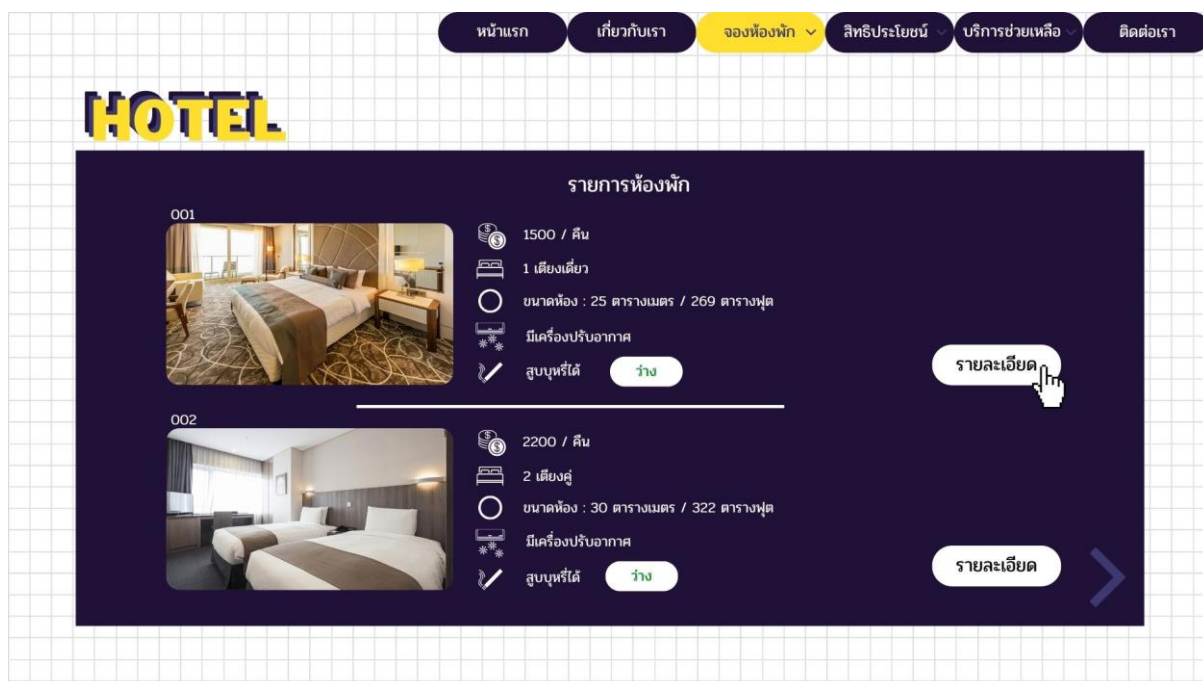 หน้าแรก เกี่ยวกับเรา จองห้องพัก สิทธิประโยชน์ บริการช่วยเหลือ ติดต่อเรา
HOTEL
รายการห้องพัก
001
1500 / คืน
1 เตียงเดี่ยว
ขนาดห้อง : 25 ตารางเมตร / 269 ตารางฟุต
มีเครื่องปรับอากาศ
สูบบุหรี่ได้ ว่าง
รายละเอียด
002
2200 / คืน
2 เตียงคู่
ขนาดห้อง : 30 ตารางเมตร / 322 ตารางฟุต
มีเครื่องปรับอากาศ
สูบบุหรี่ได้ ว่าง
รายละเอียด